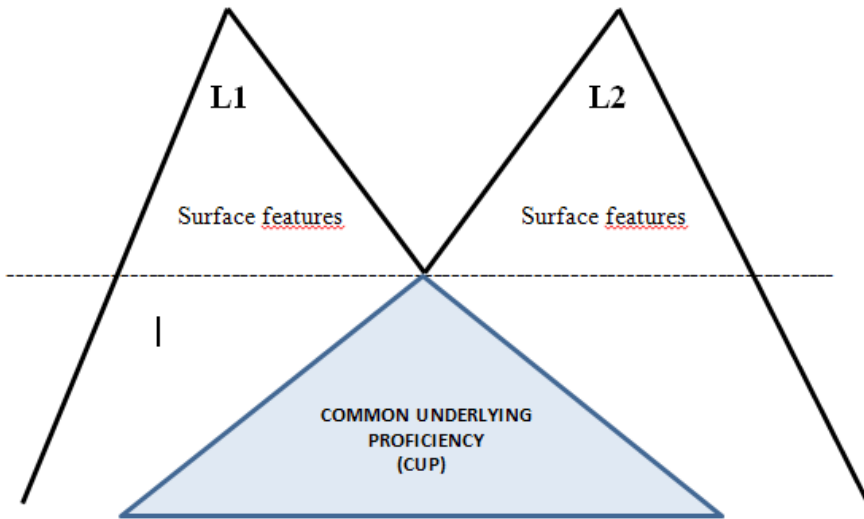 L1
L2
Surface features
Surface features
COMMON UNDERLYING
PROFICIENCY
(CUP)